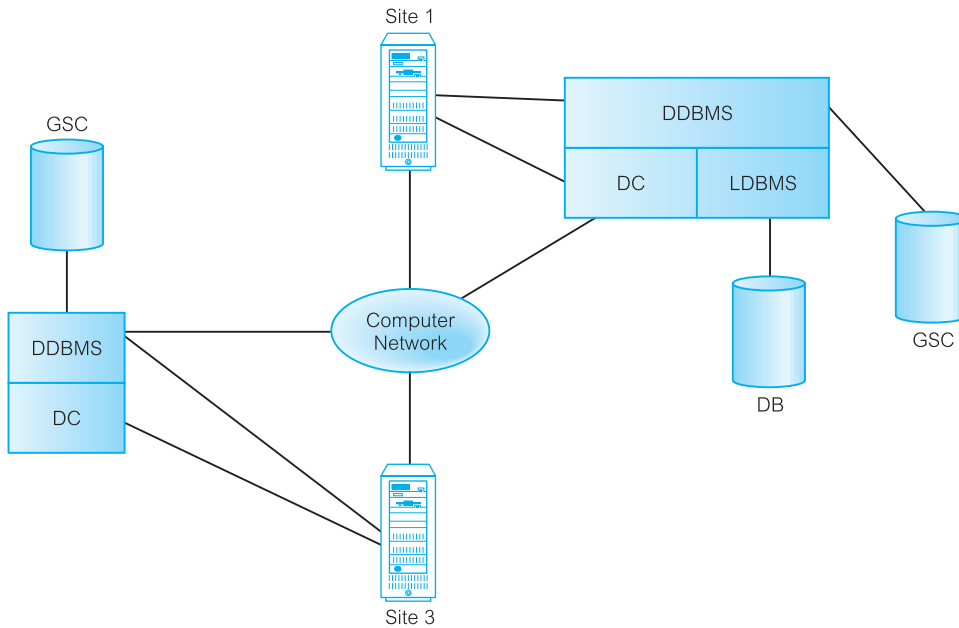 Site 1
GSC
DDBMS
DC
LDBMS
Computer
Network
DDBMS
GSC
DC
DB
Site 3